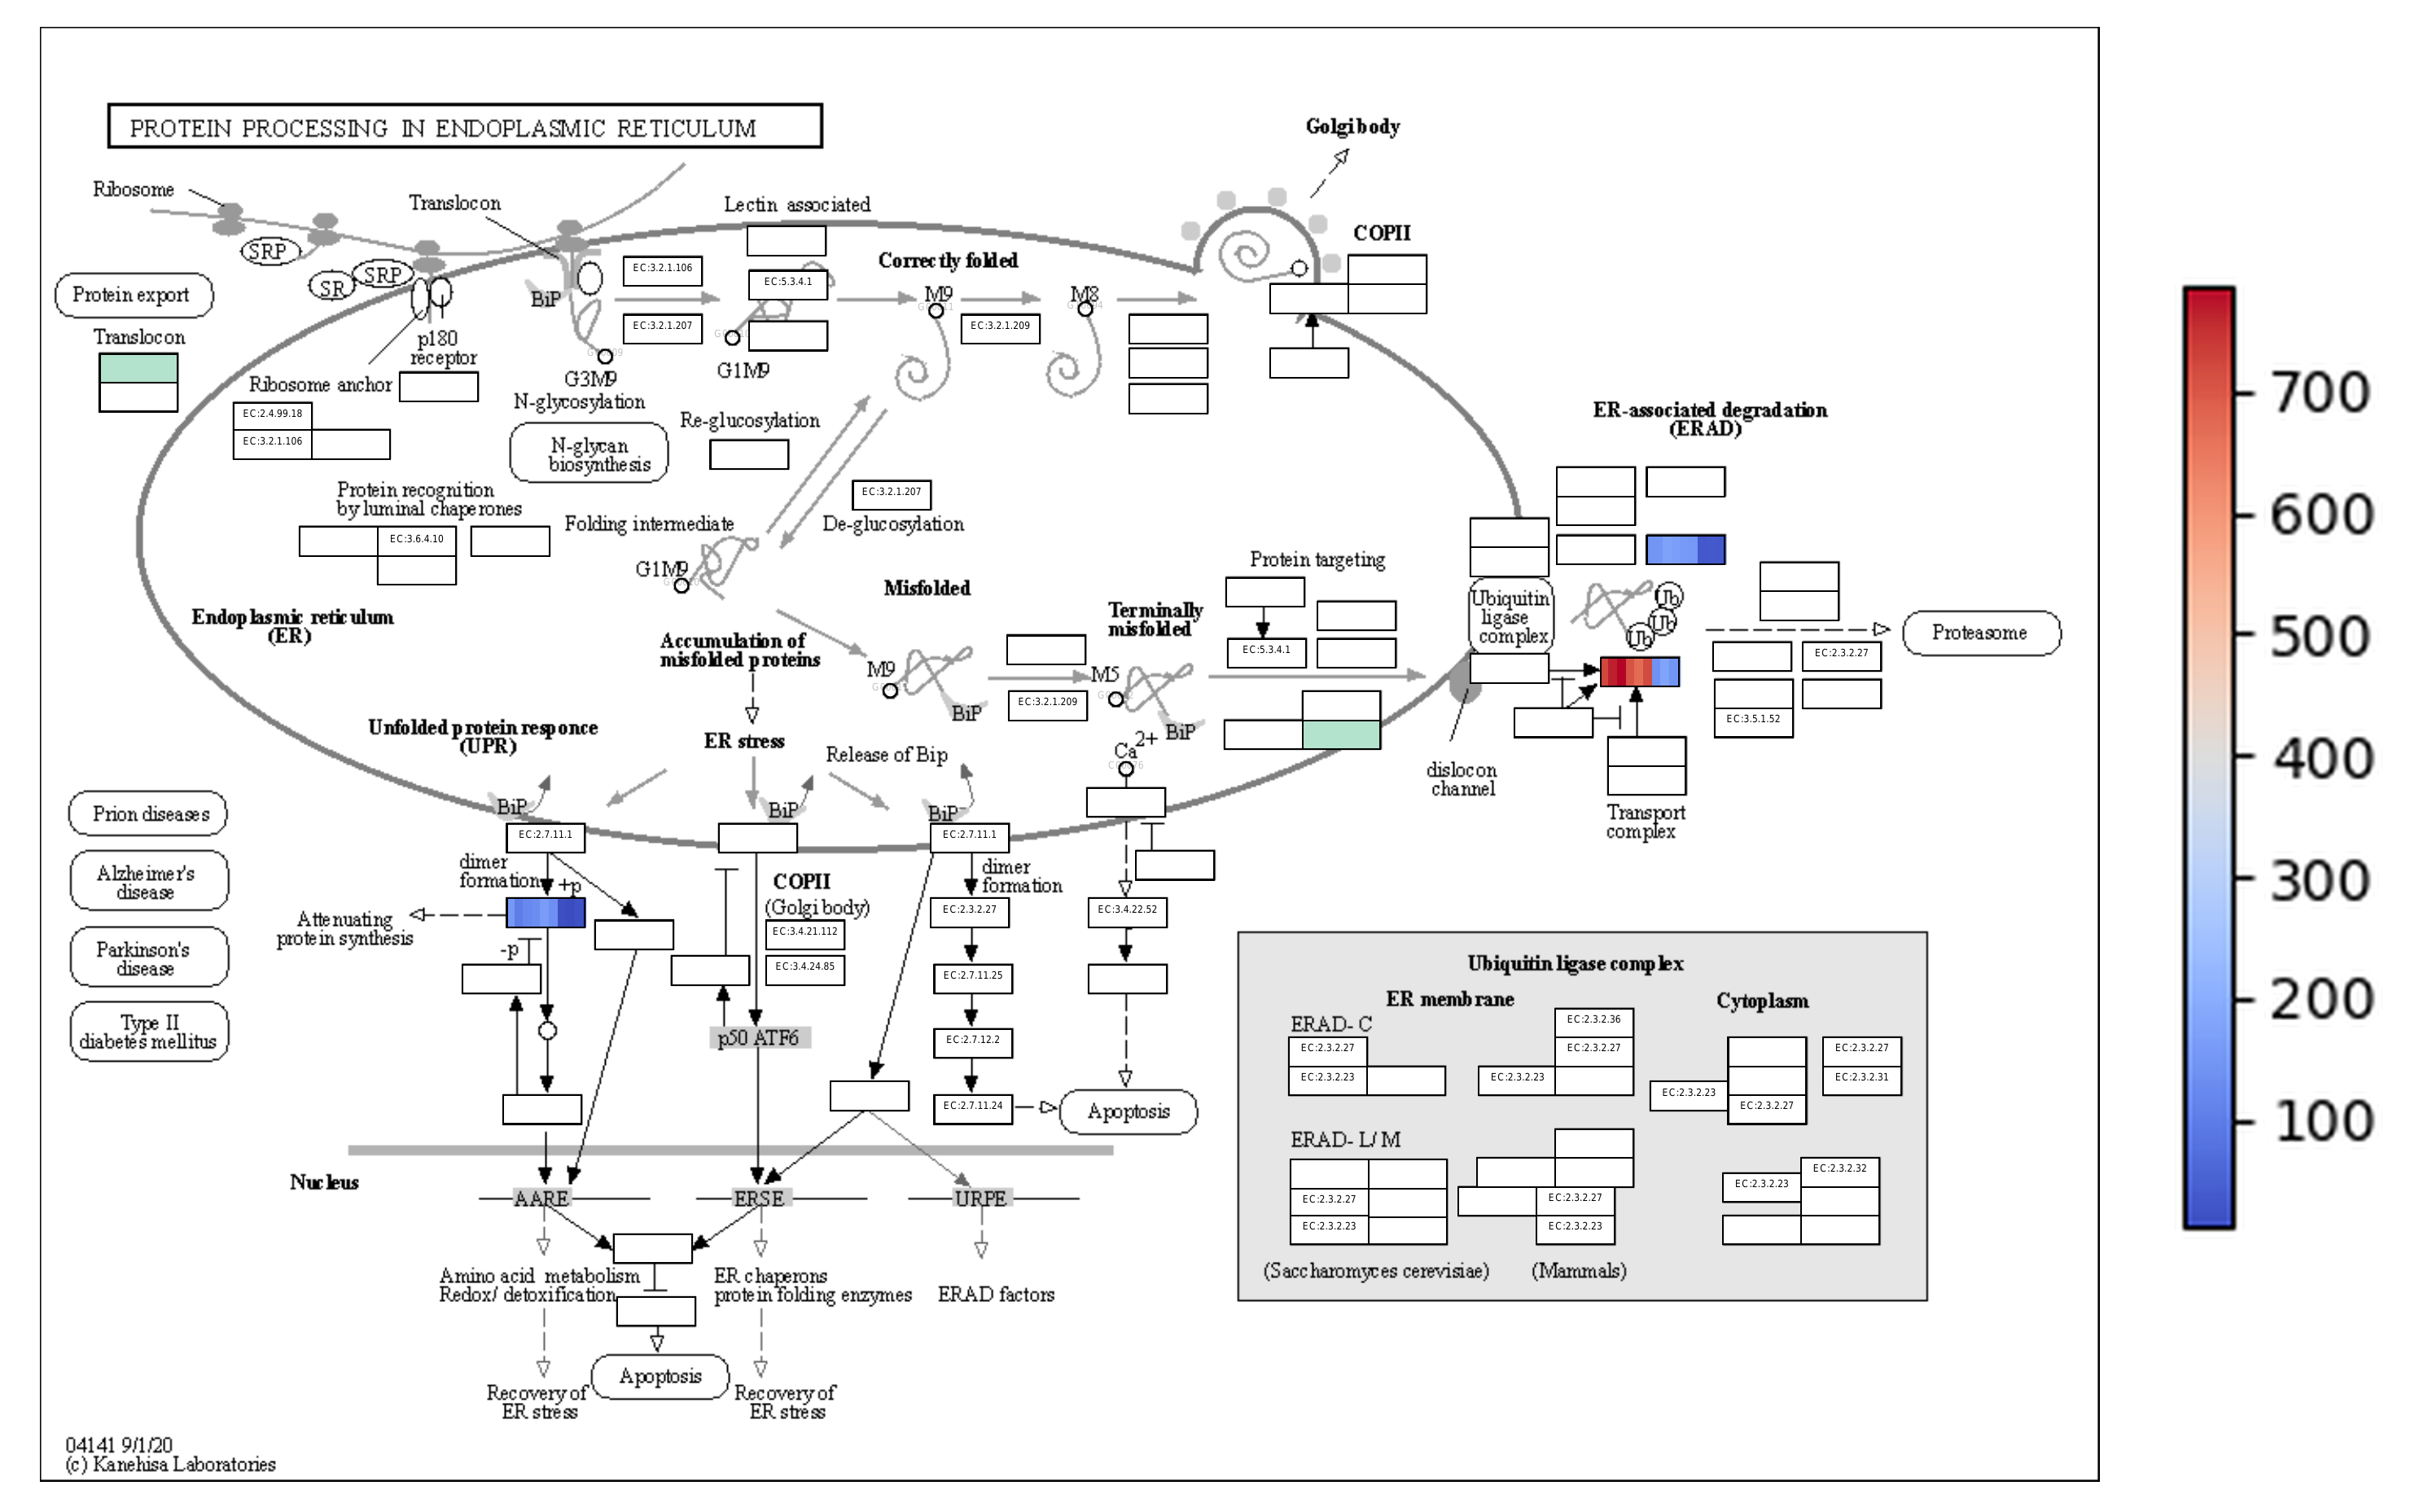 PROTEIN PROCESSING IN ENDOPLASMIC RETICULUM
Golgi body
Ribosome
Translocon
Lectin associated
COPII
SRP
SRP
SR
Correctly folded
EC:3.2.1.106
EC:5.3.4.1
Protein export
BiP
M9
M8
EC:3.2.1.207
EC:3.2.1.209
Translocon
p180
receptor
G3M9
G1M9
Ribosome anchor
N-glycosylation
EC:2.4.99.18
EC:3.2.1.106
Re-glucosylation
N-glycan
biosynthesis
ER-associated degradation
(ERAD)
Protein recognition
by luminal chaperones
EC:3.2.1.207
Folding intermediate
De-glucosylation
EC:3.6.4.10
G1M9
Protein targeting
Misfolded
Ubiquitin
ligase
complex
Ub
Ub
Ub
Endoplasmic reticulum
(ER)
Terminally
misfolded
Proteasome
Accumulation of
misfolded proteins
EC:5.3.4.1
EC:2.3.2.27
M9
M5
EC:3.2.1.209
BiP
BiP
EC:3.5.1.52
Unfolded protein responce
(UPR)
ER stress
Release of Bip
Ca2+
dislocon
channel
Transport
complex
Prion diseases
BiP
BiP
BiP
EC:2.7.11.1
EC:2.7.11.1
dimer
formation
+p
dimer
formation
Alzheimer's
disease
COPII
(Golgi body)
Attenuating
protein synthesis
EC:2.3.2.27
EC:3.4.22.52
EC:3.4.21.112
-p
EC:3.4.24.85
EC:2.7.11.25
Parkinson's
disease
Type II
diabetes mellitus
p50 ATF6
EC:2.7.12.2
EC:2.7.11.24
Apoptosis
Ubiquitin ligase complex
ER membrane
Cytoplasm
ERAD-C
EC:2.3.2.36
EC:2.3.2.27
EC:2.3.2.27
EC:2.3.2.27
EC:2.3.2.23
EC:2.3.2.23
EC:2.3.2.31
EC:2.3.2.23
EC:2.3.2.27
ERAD-L/M
EC:2.3.2.32
EC:2.3.2.23
EC:2.3.2.27
EC:2.3.2.27
EC:2.3.2.23
EC:2.3.2.23
(Saccharomyces cerevisiae)
(Mammals)
Nucleus
AARE
ERSE
URPE
Amino acid metabolism
Redox/detoxification
ER chaperons
protein folding enzymes
ERAD factors
Apoptosis
Recovery of
ER stress
Recovery of
ER stress
04141 9/1/20
(c) Kanehisa Laboratories
700
600
500
400
300
200
100